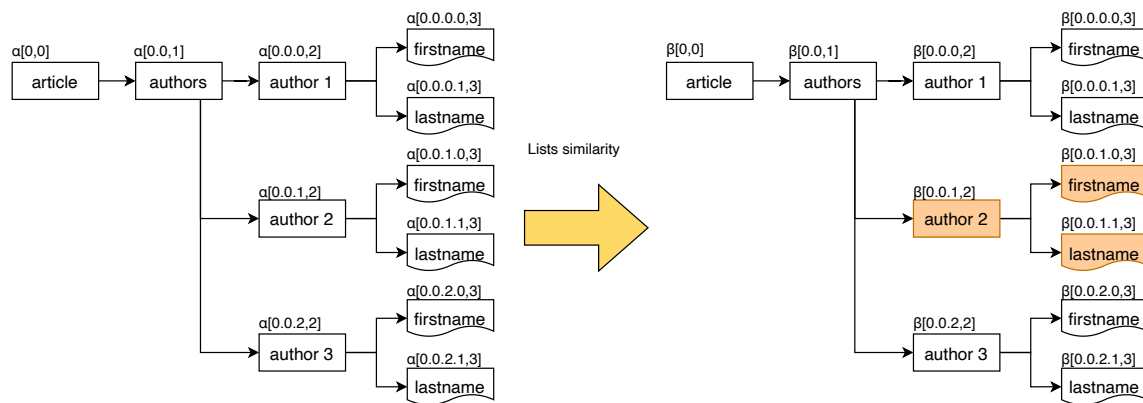 α[0,0]
article
α[0.0,1]
authors
α[0.0.0,2]
author 1
α[0.0.0.0,3]
firstname
α[0.0.0.1,3]
lastname
α[0.0.1,2]
author 2
α[0.0.1.0,3]
firstname
α[0.0.1.1,3]
lastname
α[0.0.2,2]
author 3
α[0.0.2.0,3]
firstname
α[0.0.2.1,3]
lastname
Lists similarity
β[0,0]
article
β[0.0,1]
authors
β[0.0.0,2]
author 1
β[0.0.0.0,3]
firstname
β[0.0.0.1,3]
lastname
β[0.0.1,2]
author 2
β[0.0.1.0,3]
firstname
β[0.0.1.1,3]
lastname
β[0.0.2,2]
author 3
β[0.0.2.0,3]
firstname
β[0.0.2.1,3]
lastname